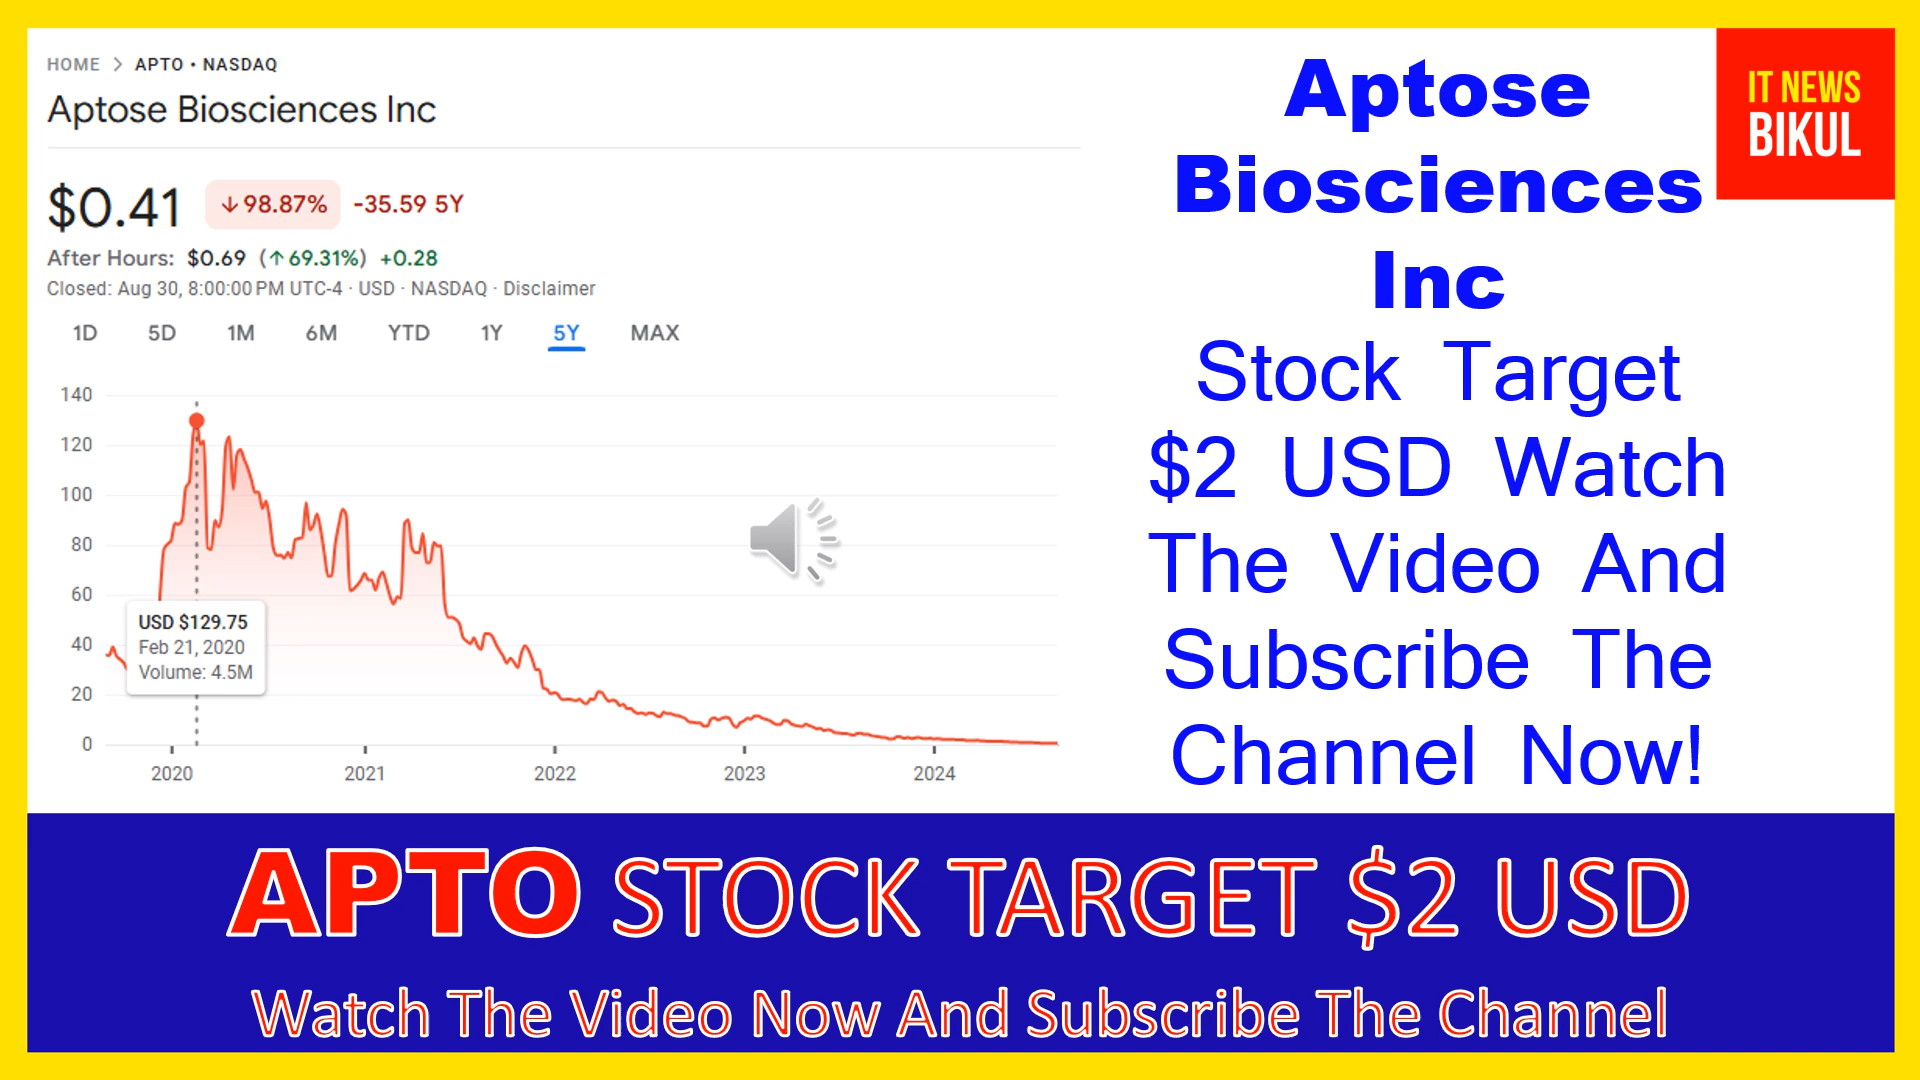 HOME > APTO • NASDAQ
Aptose Biosciences Inc
$0.41 ↓98.87% -35.59 5Y
After Hours: $0.69 (↑69.31%) +0.28
Closed: Aug 30, 8:00:00 PM UTC-4 · USD · NASDAQ · Disclaimer
1D 5D 1M 6M YTD 1Y 5Y MAX
140
120
100
80
60
40
20
0
USD $129.75
Feb 21, 2020
Volume: 4.5M
2020 2021 2022 2023 2024
Aptose
Biosciences
Inc
Stock Target
$2 USD Watch
The Video And
Subscribe The
Channel Now!
IT NEWS
BIKUL
APTO STOCK TARGET $2 USD
Watch The Video Now And Subscribe The Channel